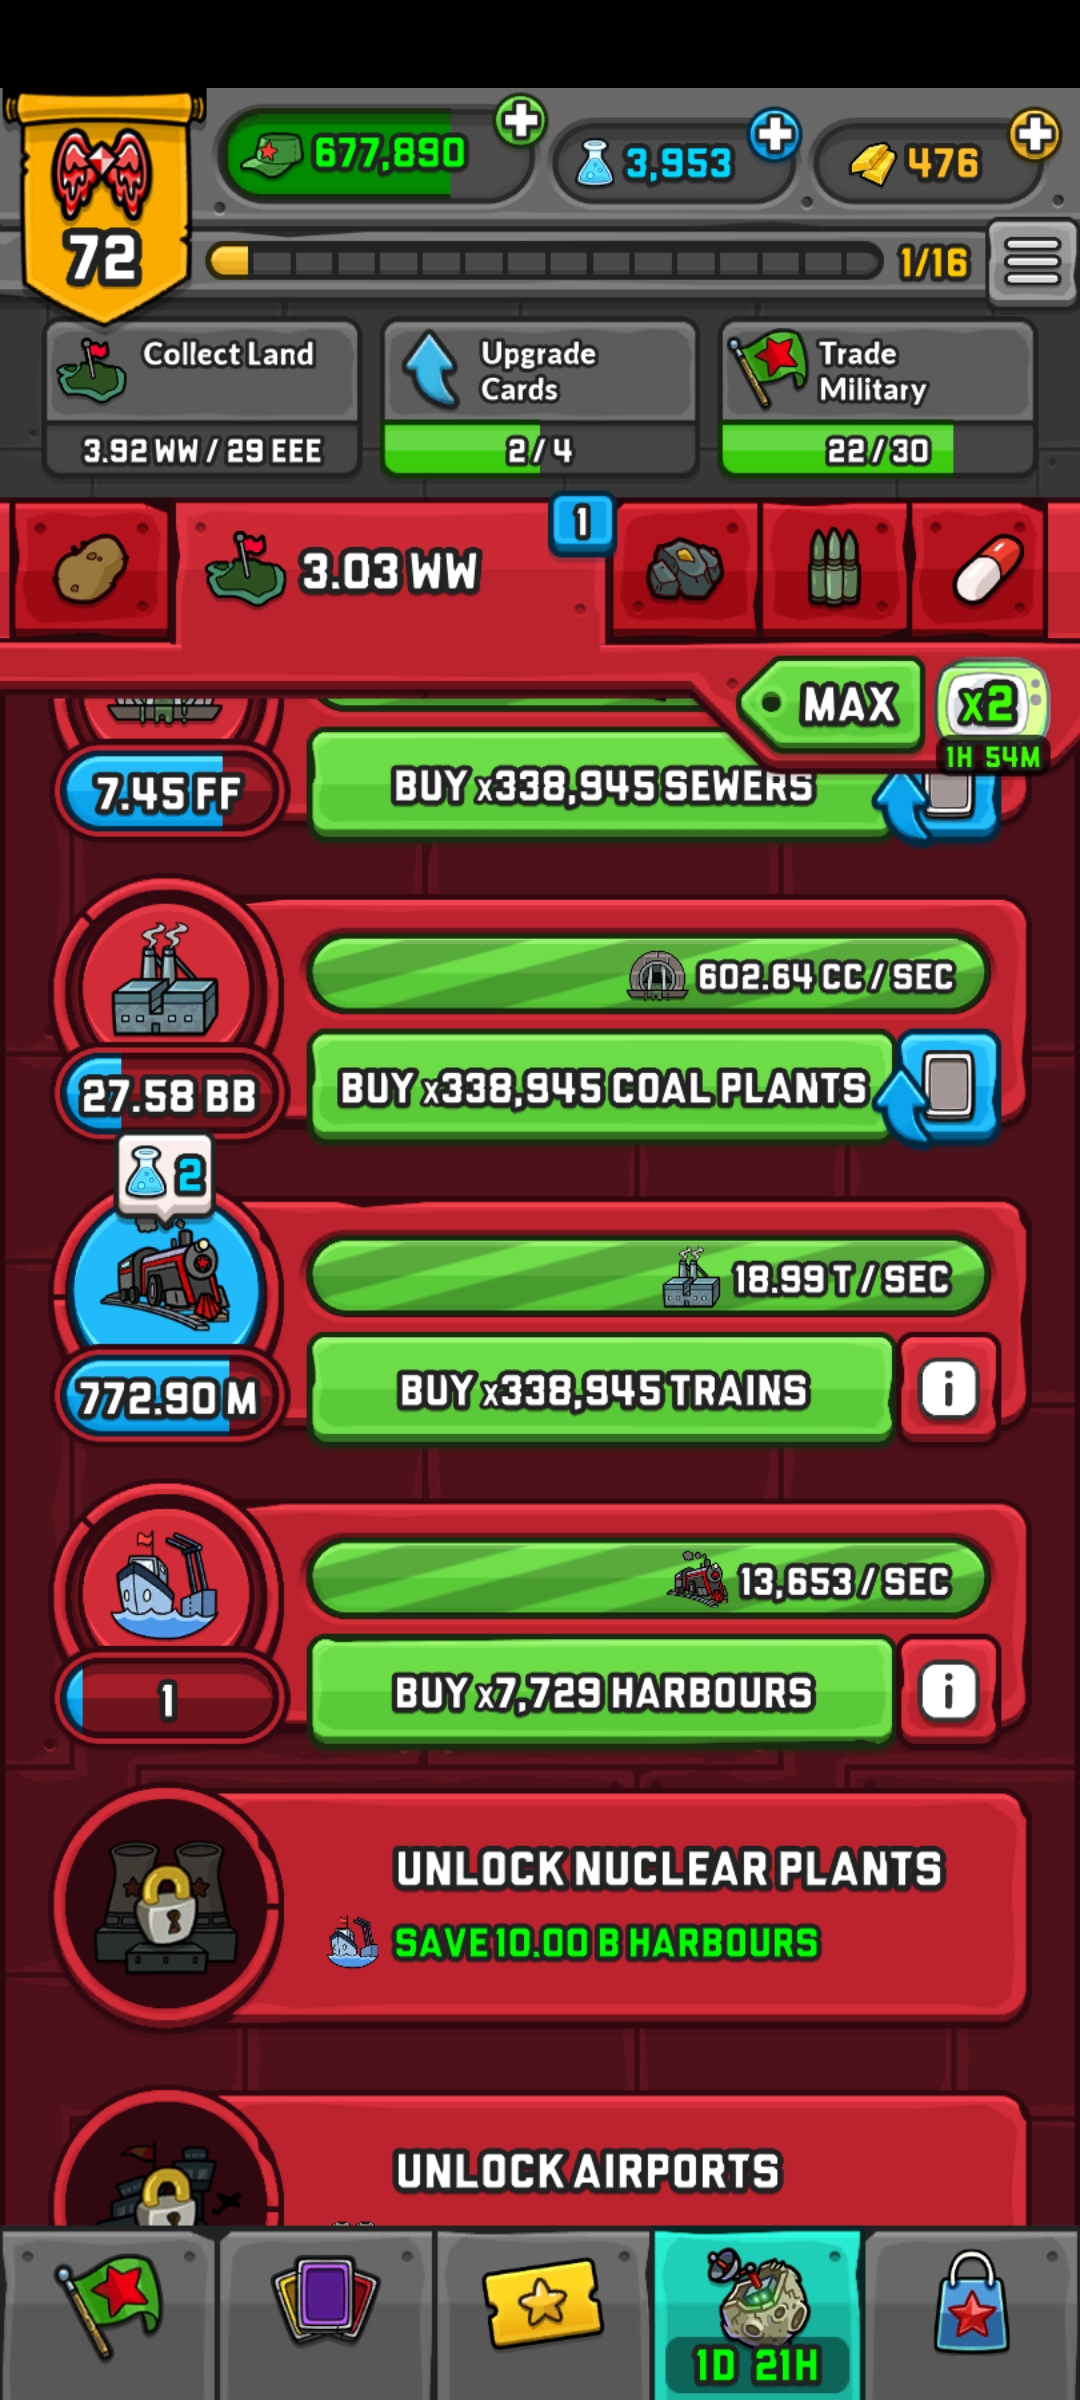 677,890
3,953
476
72
1/16
Collect Land
3.92 WW / 29 EEE
Upgrade
Cards
2/4
Trade
Military
22/30
3.03 WW
1
MAX
x2
1H 54M
7.45 FF
BUY x338,945 SEWERS
602.64 CC / SEC
27.58 BB
BUY x338,945 COAL PLANTS
2
18.99 T / SEC
772.90 M
BUY x338,945 TRAINS
i
13,653 / SEC
1
BUY x7,729 HARBOURS
i
UNLOCK NUCLEAR PLANTS
SAVE 10.00 B HARBOURS
UNLOCK AIRPORTS
1D 21H